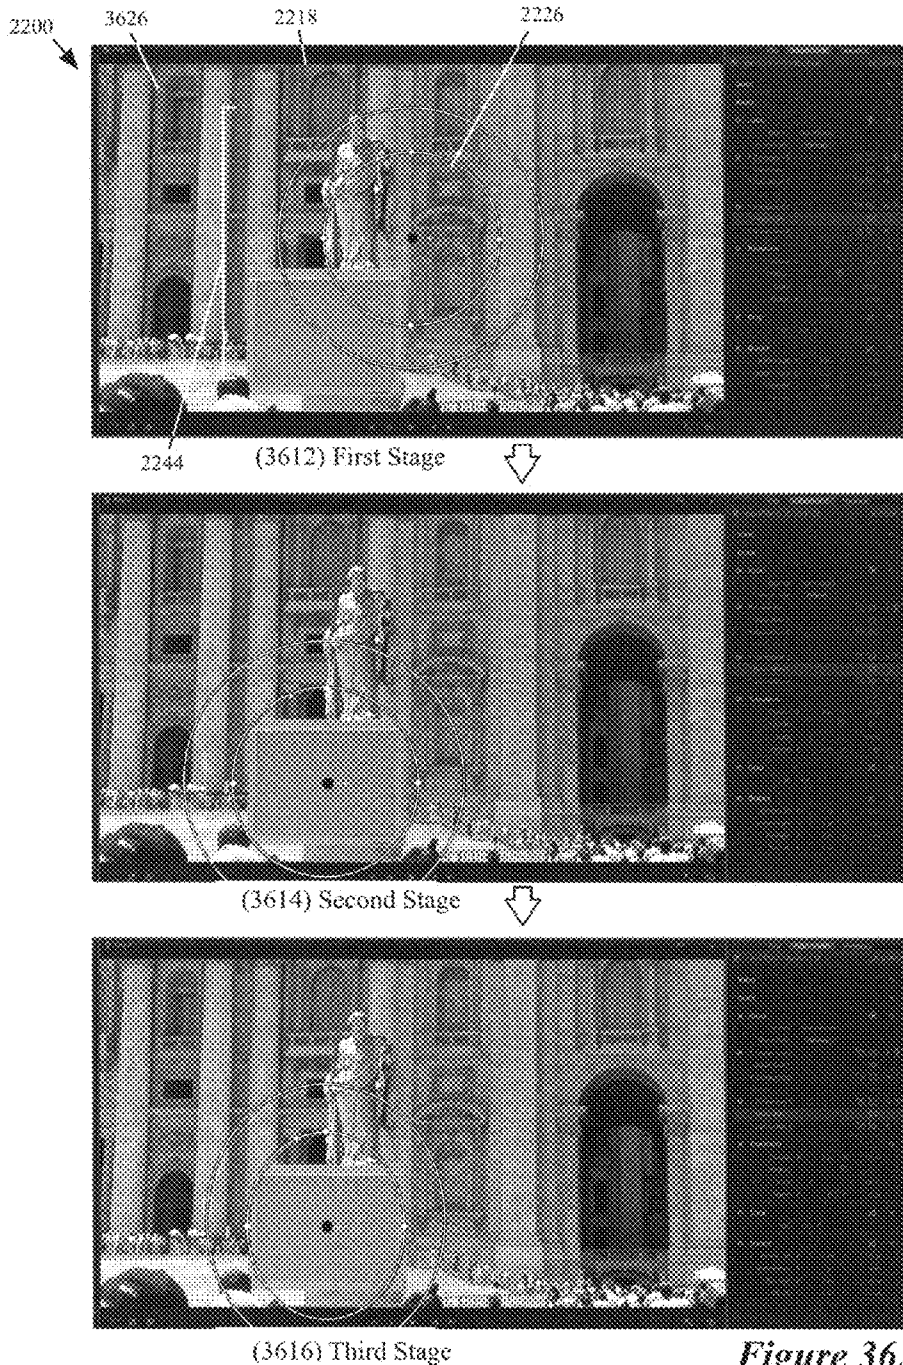 2200
3626
2218
2226
2244
(3612) First Stage
(3614) Second Stage
(3616) Third Stage
Figure 36